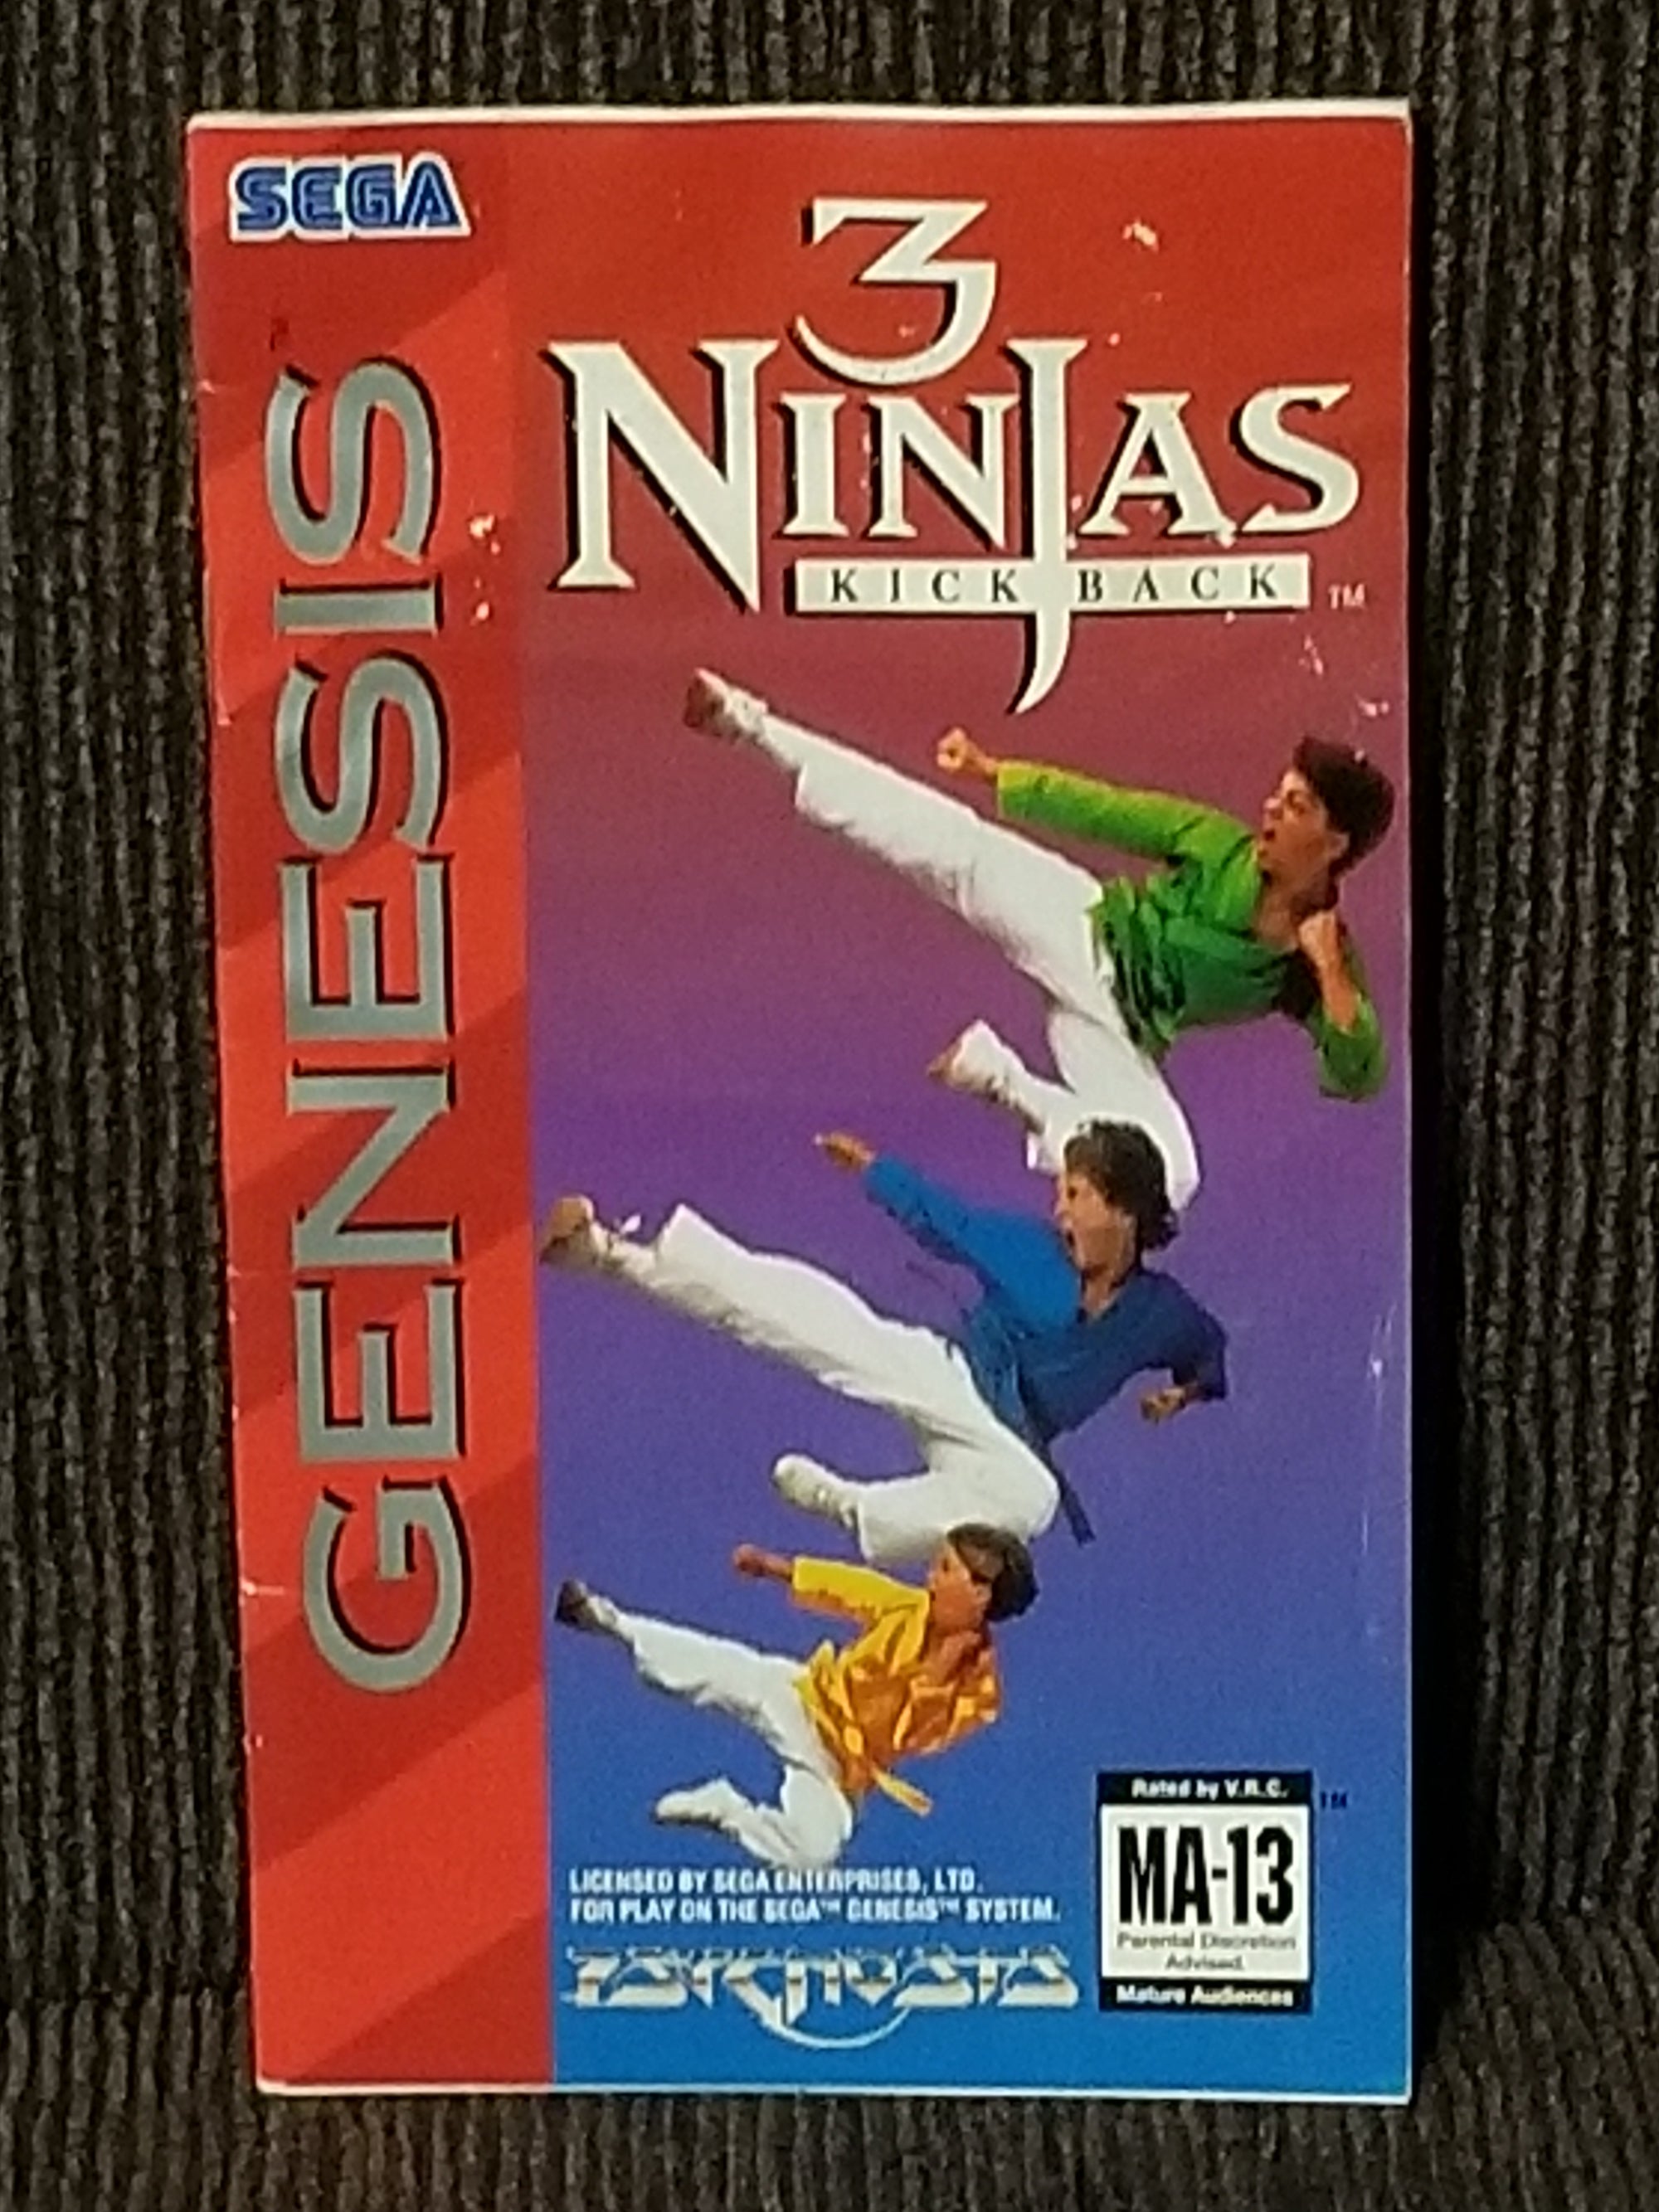 SEGA
GENESIS
3
NINJAS
KICK BACK
TM
LICENSED BY SEGA ENTERPRISES, LTD.
FOR PLAY ON THE SEGA™ GENESIS™ SYSTEM.
PSYGNOSIS
Rated by V.R.C.
TM
MA-13
Parental Discretion
Advised.
Mature Audiences